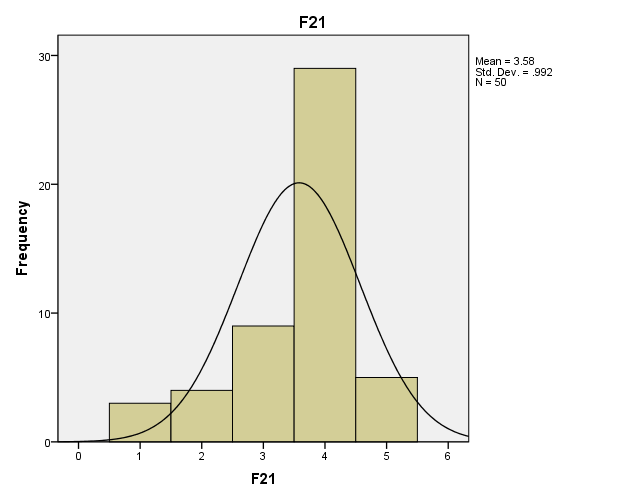 F21
Mean = 3.58
Std. Dev. = .992
N = 50
Frequency
30
20
10
0
0 1 2 3 4 5 6
F21